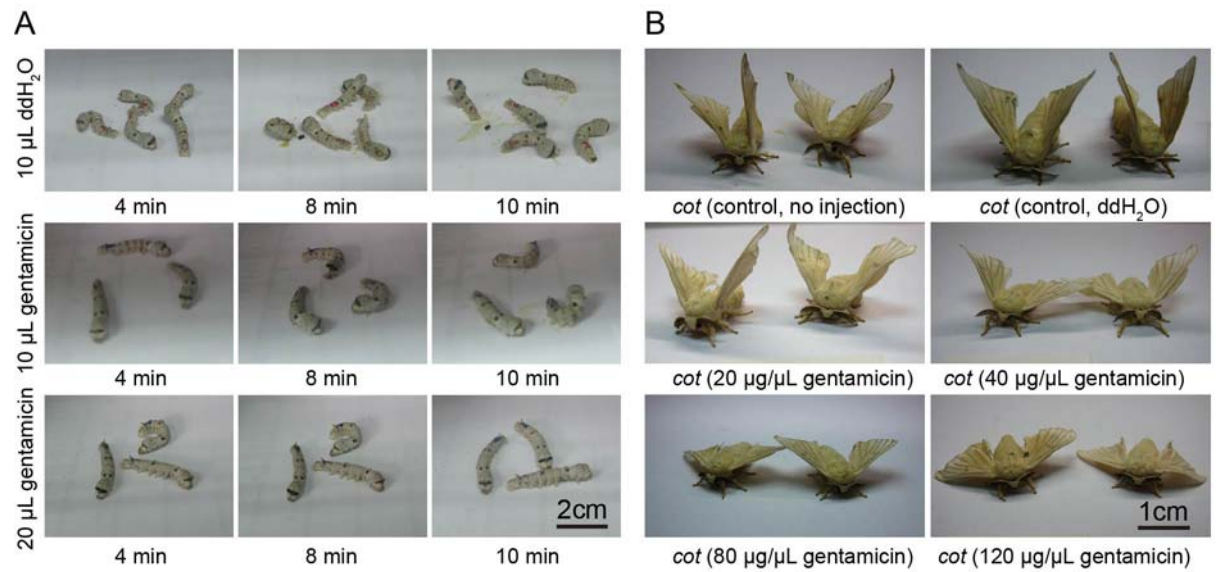 A
10 µL ddH₂O
4 min
8 min
10 min
10 µL gentamicin
4 min
8 min
10 min
20 µL gentamicin
2cm
4 min
8 min
10 min
B
cot (control, no injection)
cot (control, ddH₂O)
cot (20 µg/µL gentamicin)
cot (40 µg/µL gentamicin)
1cm
cot (80 µg/µL gentamicin)
cot (120 µg/µL gentamicin)